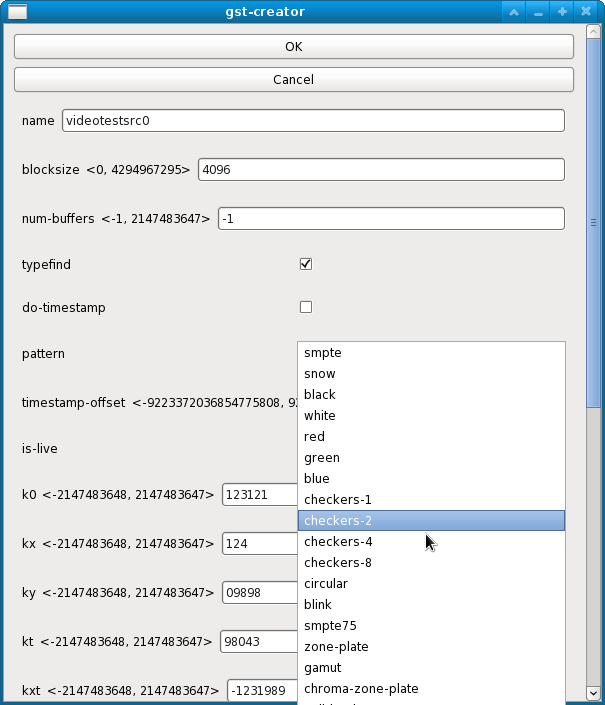 gst-creator
OK
Cancel
name videotestsrc0
blocksize <0, 4294967295> 4096
num-buffers <-1, 2147483647> -1
typefind
do-timestamp
pattern
smpte
snow
black
white
red
green
blue
checkers-1
checkers-2
checkers-4
checkers-8
circular
blink
smpte75
zone-plate
gamut
chroma-zone-plate
timestamp-offset <-9223372036854775808,
is-live
k0 <-2147483648, 2147483647> 123121
kx <-2147483648, 2147483647> 124
ky <-2147483648, 2147483647> 09898
kt <-2147483648, 2147483647> 98043
kxt <-2147483648, 2147483647> -1231989